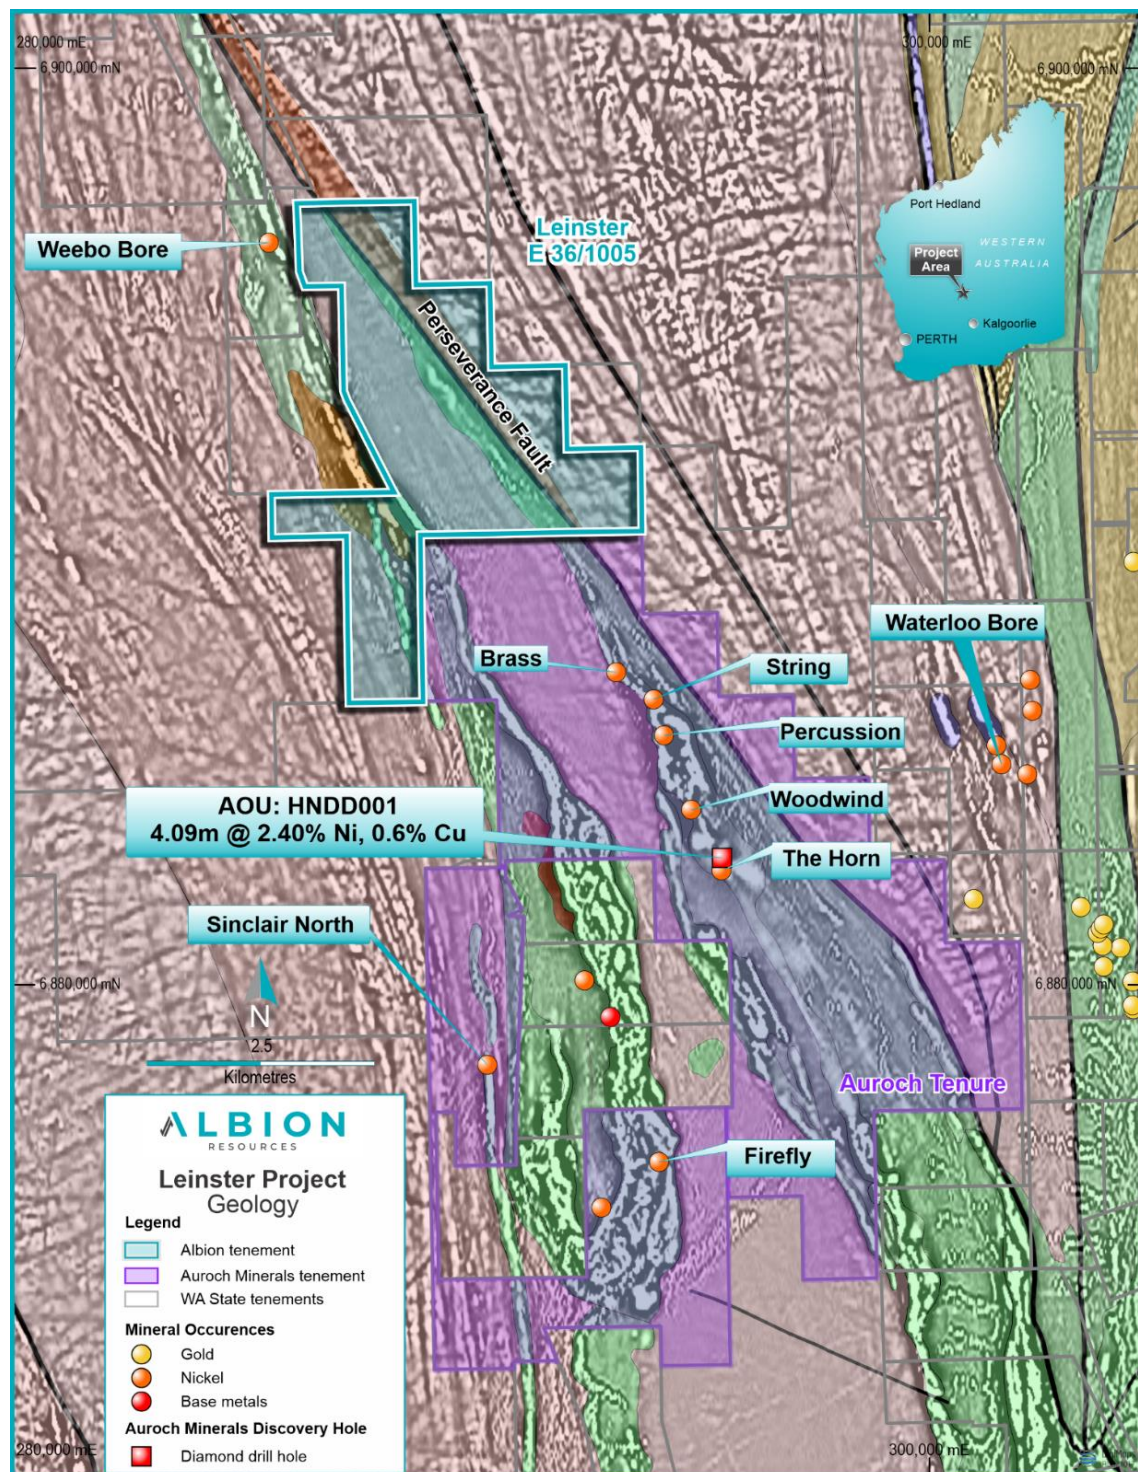 280,000 mE
300,000 mE
6,900,000 mN
6,900,000 mN
Port Hedland
WESTERN
AUSTRALIA
Project
Area
Kalgoorlie
PERTH
Leinster
E 36/1005
Weebo Bore
Perseverance Fault
Waterloo Bore
Brass
String
Percussion
Woodwind
AOU: HNDD001
4.09m @ 2.40% Ni, 0.6% Cu
The Horn
Sinclair North
6,880,000 mN
6,880,000 mN
N
2.5
Kilometres
Auroch Tenure
Firefly
ALBION
RESOURCES
Leinster Project
Geology
Legend
Albion tenement
Auroch Minerals tenement
WA State tenements
Mineral Occurences
Gold
Nickel
Base metals
Auroch Minerals Discovery Hole
Diamond drill hole
280,000 mE
300,000 mE